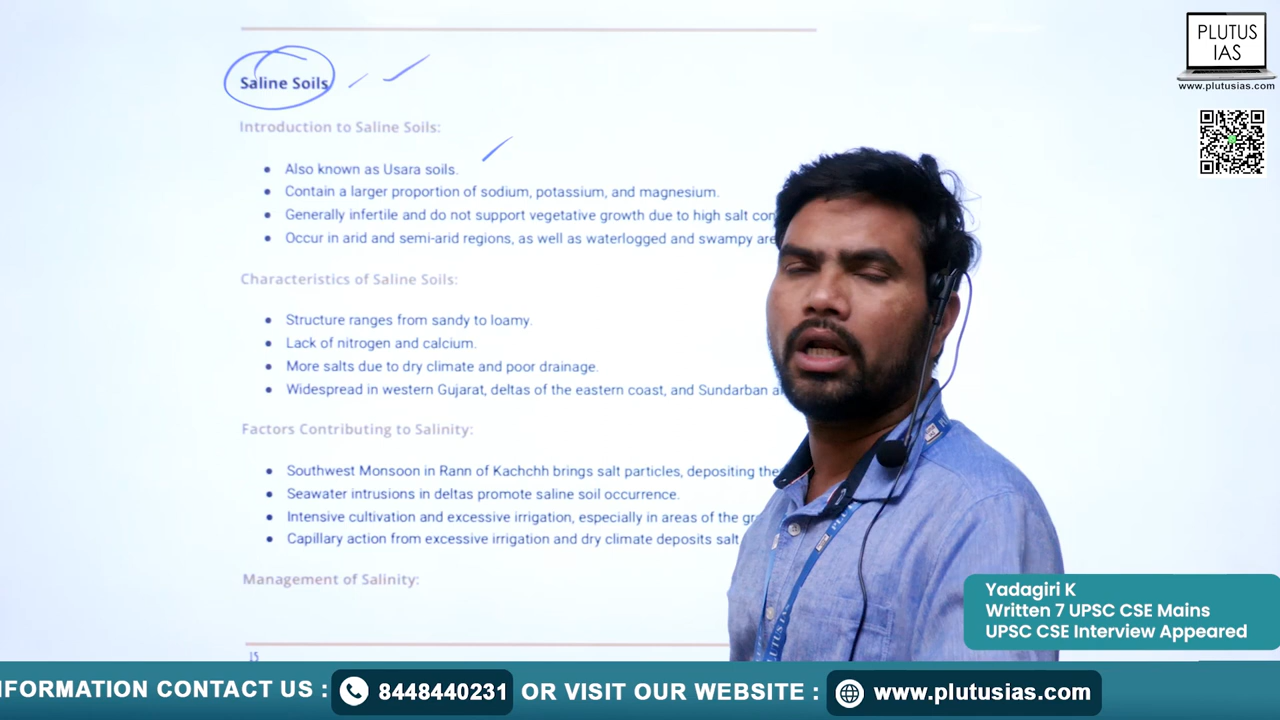 PLUTUS
IAS
www.plutusias.com
Saline Soils
Introduction to Saline Soils:
• Also known as Usara soils.
• Contain a larger proportion of sodium, potassium, and magnesium.
• Generally infertile and do not support vegetative growth due to high salt
• Occur in arid and semi-arid regions, as well as waterlogged and swampy
Characteristics of Saline Soils:
• Structure ranges from sandy to loamy.
• Lack of nitrogen and calcium.
• More salts due to dry climate and poor drainage.
• Widespread in western Gujarat, deltas of the eastern coast, and Sundarban
Factors Contributing to Salinity:
• Southwest Monsoon in Rann of Kachchh brings salt particles, depositing
• Seawater intrusions in deltas promote saline soil occurrence.
• Intensive cultivation and excessive irrigation, especially in areas of the
• Capillary action from excessive irrigation and dry climate deposits salt
Management of Salinity:
15
PLUTUS IAS
Yadagiri K
Written 7 UPSC CSE Mains
UPSC CSE Interview Appeared
NFORMATION CONTACT US : 8448440231 OR VISIT OUR WEBSITE : www.plutusias.com